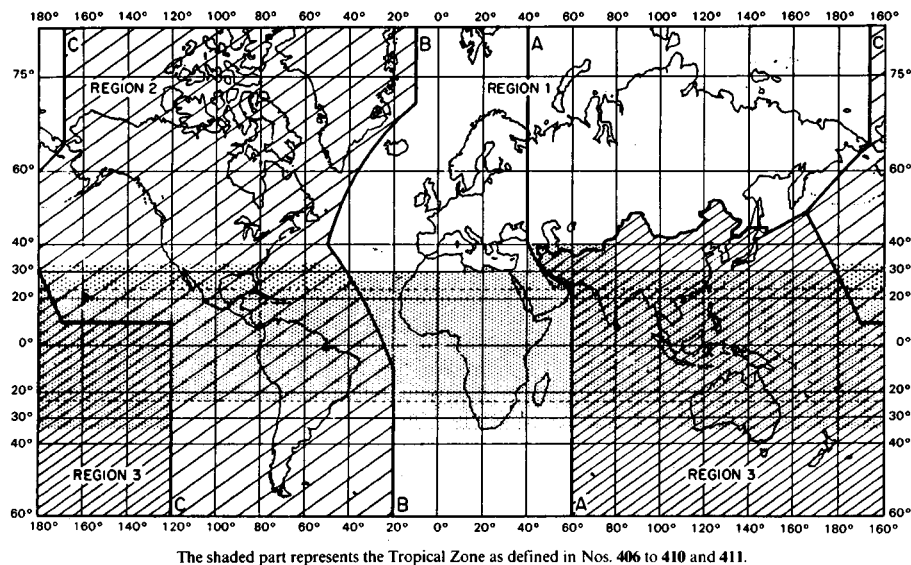 180° 160° 140° 120° 100° 80° 60° 40° 20° 0° 20° 40° 60° 80° 100° 120° 140° 160° 180° 160°
C B A C
75° REGION 2 REGION 1 75°
60° 60°
40° 40°
30° 30°
20° 20°
0° 0°
20° 20°
30° 30°
40° 40°
REGION 3 REGION 3
C B A
60° 60°
180° 160° 140° 120° 100° 80° 60° 40° 20° 0° 20° 40° 60° 80° 100° 120° 140° 160° 180° 160°
The shaded part represents the Tropical Zone as defined in Nos. 406 to 410 and 411.